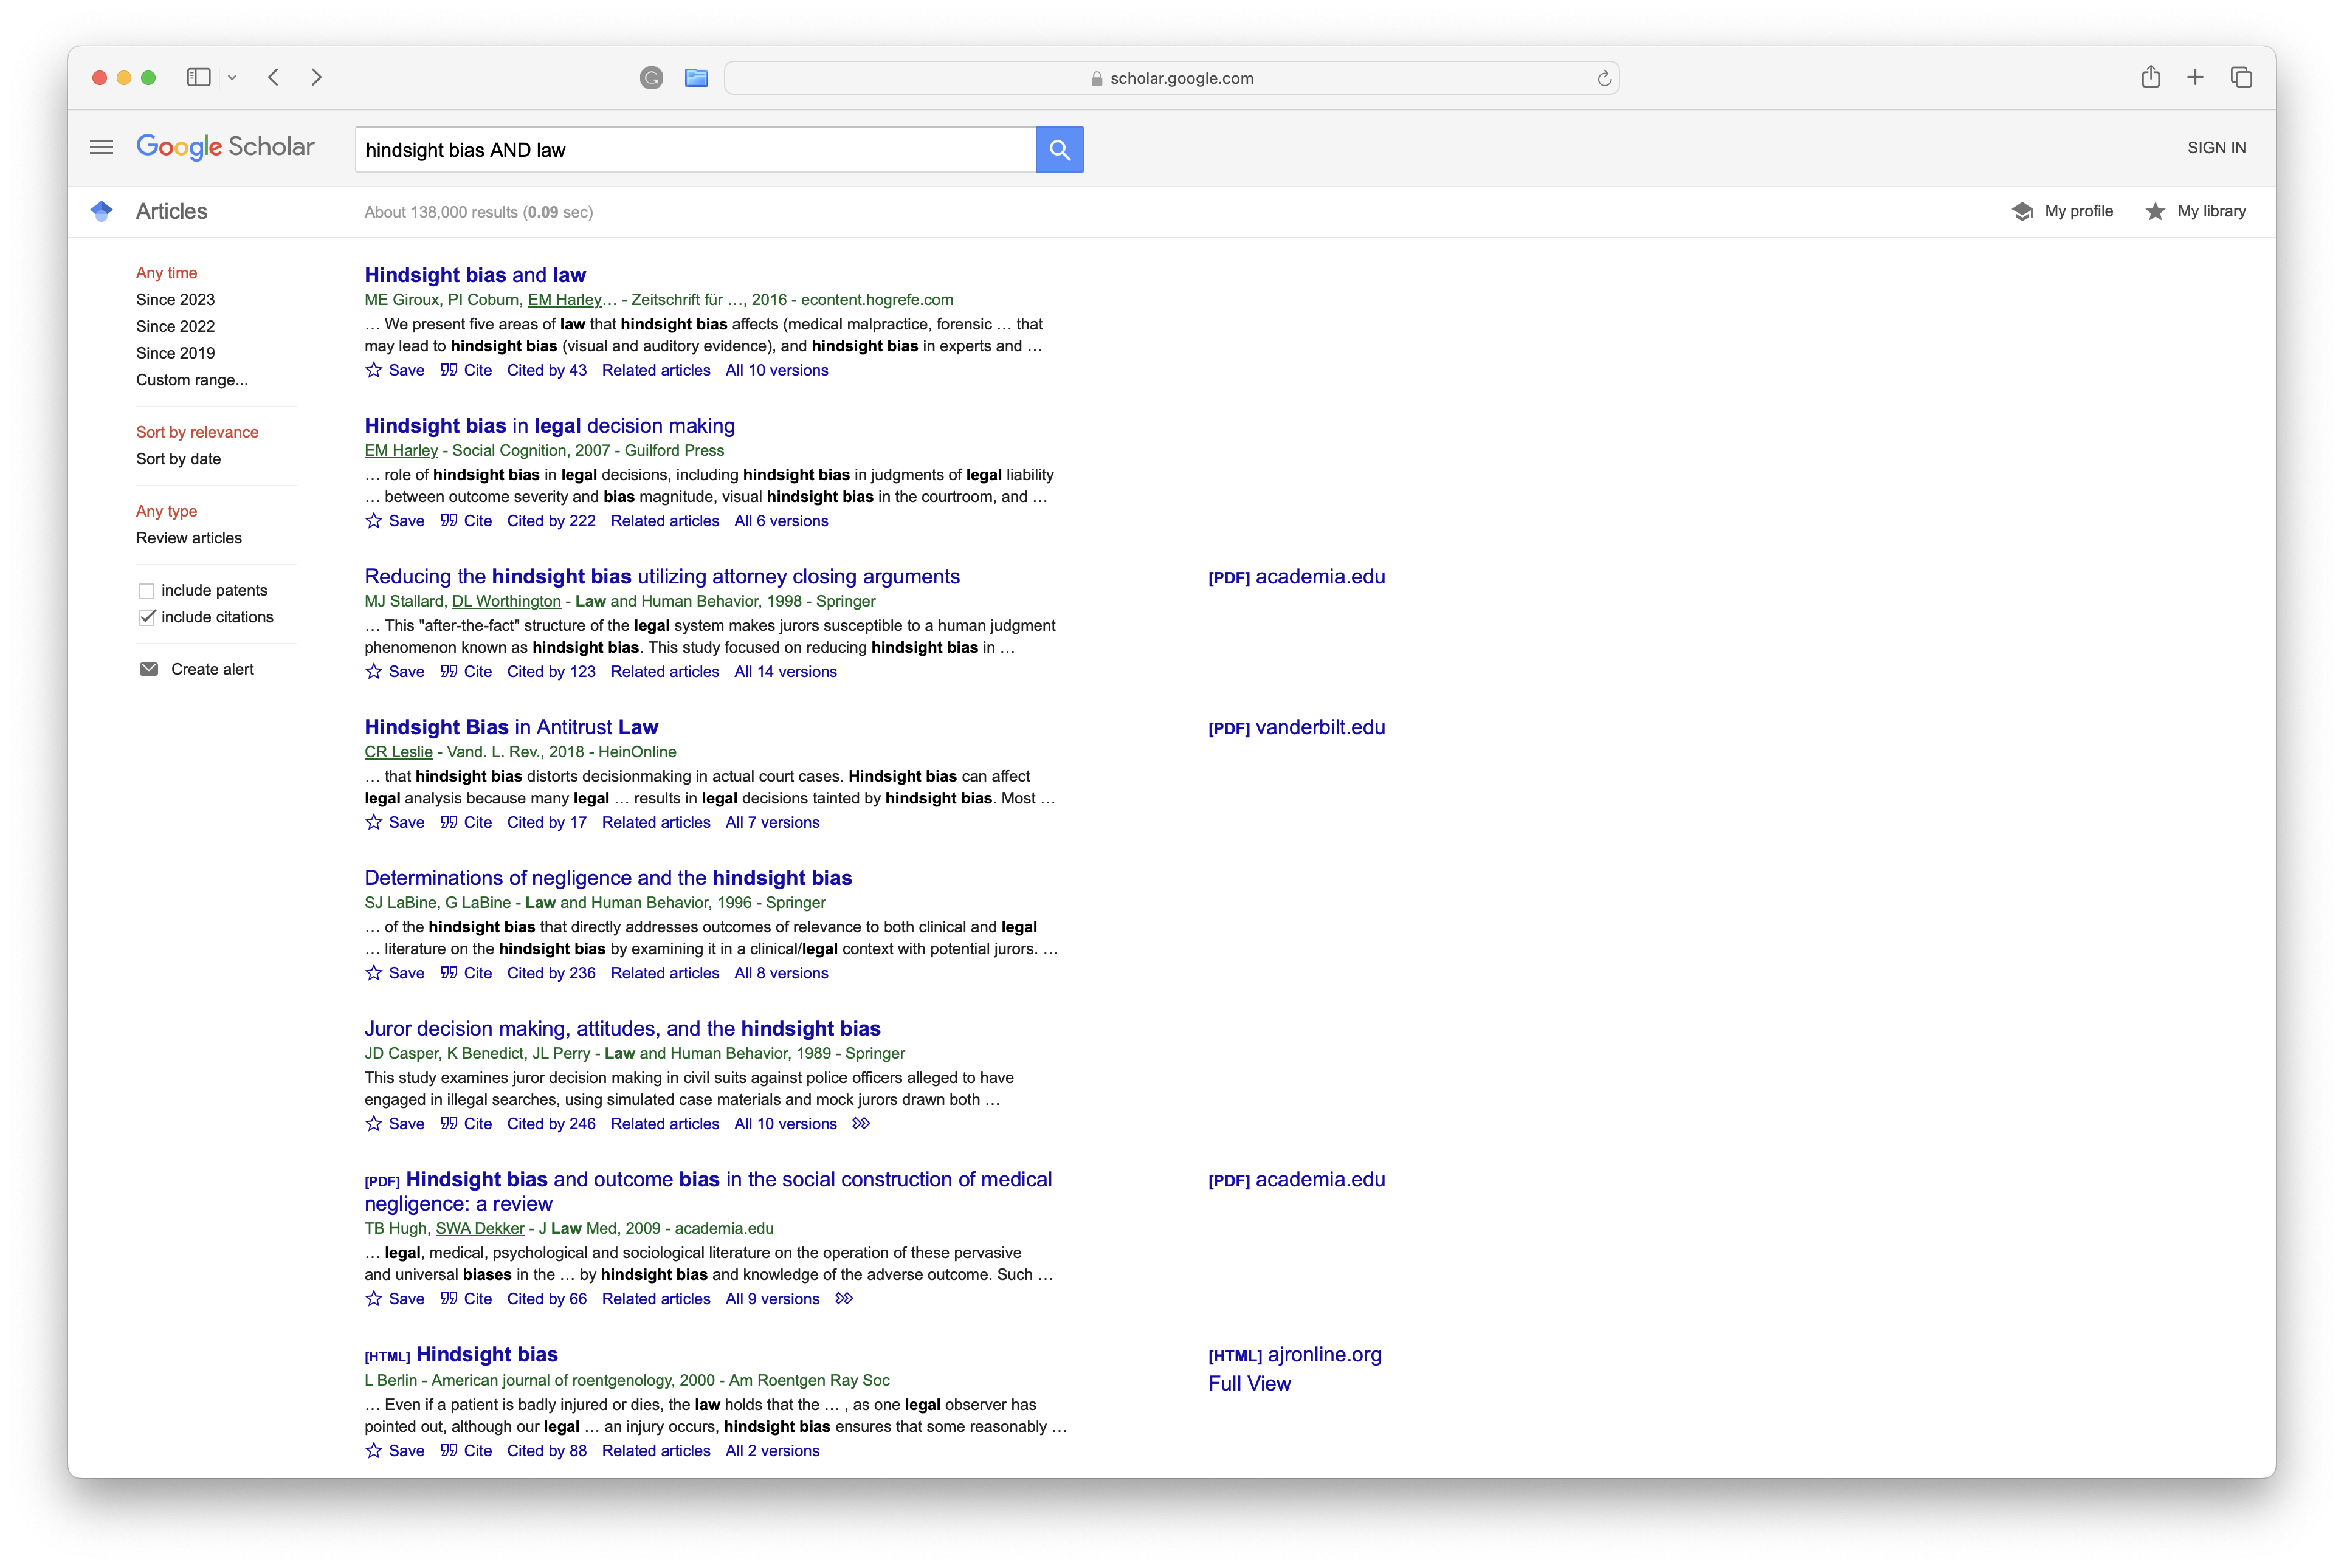 scholar.google.com
Google Scholar
hindsight bias AND law
SIGN IN
Articles
About 138,000 results (0.09 sec)
My profile
My library
Any time
Since 2023
Since 2022
Since 2019
Custom range...
Sort by relevance
Sort by date
Any type
Review articles
include patents
include citations
Create alert
Hindsight bias and law
ME Giroux, PI Coburn, EM Harley… - Zeitschrift für …, 2016 - econtent.hogrefe.com
… We present five areas of law that hindsight bias affects (medical malpractice, forensic … that
may lead to hindsight bias (visual and auditory evidence), and hindsight bias in experts and …
Save Cite Cited by 43 Related articles All 10 versions
Hindsight bias in legal decision making
EM Harley - Social Cognition, 2007 - Guilford Press
… role of hindsight bias in legal decisions, including hindsight bias in judgments of legal liability
… between outcome severity and bias magnitude, visual hindsight bias in the courtroom, and …
Save Cite Cited by 222 Related articles All 6 versions
Reducing the hindsight bias utilizing attorney closing arguments
[PDF] academia.edu
MJ Stallard, DL Worthington - Law and Human Behavior, 1998 - Springer
… This "after-the-fact" structure of the legal system makes jurors susceptible to a human judgment
phenomenon known as hindsight bias. This study focused on reducing hindsight bias in …
Save Cite Cited by 123 Related articles All 14 versions
Hindsight Bias in Antitrust Law
[PDF] vanderbilt.edu
CR Leslie - Vand. L. Rev., 2018 - HeinOnline
… that hindsight bias distorts decisionmaking in actual court cases. Hindsight bias can affect
legal analysis because many legal … results in legal decisions tainted by hindsight bias. Most …
Save Cite Cited by 17 Related articles All 7 versions
Determinations of negligence and the hindsight bias
SJ LaBine, G LaBine - Law and Human Behavior, 1996 - Springer
… of the hindsight bias that directly addresses outcomes of relevance to both clinical and legal
… literature on the hindsight bias by examining it in a clinical/legal context with potential jurors. …
Save Cite Cited by 236 Related articles All 8 versions
Juror decision making, attitudes, and the hindsight bias
JD Casper, K Benedict, JL Perry - Law and Human Behavior, 1989 - Springer
This study examines juror decision making in civil suits against police officers alleged to have
engaged in illegal searches, using simulated case materials and mock jurors drawn both …
Save Cite Cited by 246 Related articles All 10 versions
[PDF] Hindsight bias and outcome bias in the social construction of medical
negligence: a review
[PDF] academia.edu
TB Hugh, SWA Dekker - J Law Med, 2009 - academia.edu
… legal, medical, psychological and sociological literature on the operation of these pervasive
and universal biases in the … by hindsight bias and knowledge of the adverse outcome. Such …
Save Cite Cited by 66 Related articles All 9 versions
[HTML] Hindsight bias
[HTML] ajronline.org
Full View
L Berlin - American journal of roentgenology, 2000 - Am Roentgen Ray Soc
… Even if a patient is badly injured or dies, the law holds that the … , as one legal observer has
pointed out, although our legal … an injury occurs, hindsight bias ensures that some reasonably …
Save Cite Cited by 88 Related articles All 2 versions